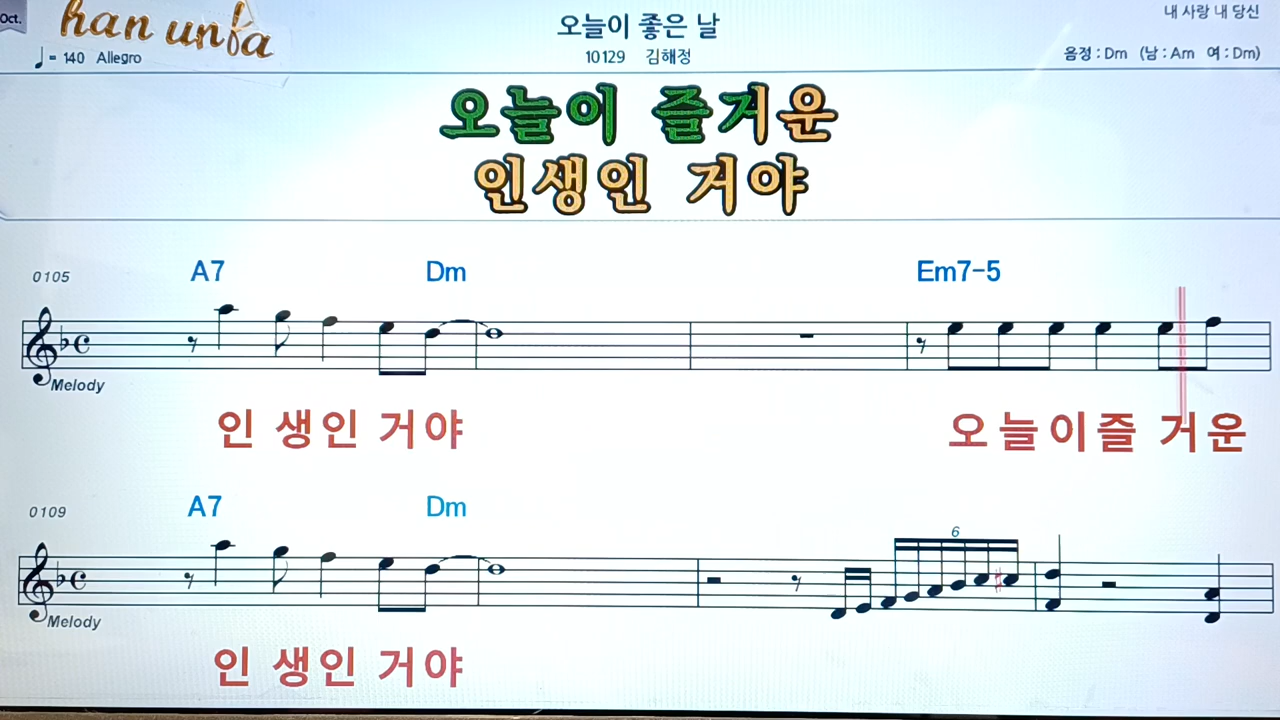 Oct.
han unfa
♩= 140 Allegro
오늘이 좋은 날
10129 김해정
내 사랑 내 당신
음정 : Dm (남 : Am 여 : Dm)
오늘이 즐거운
인생인 거야
0105 A7 Dm Em7-5
Melody
인 생인 거야 오늘이즐 거운
0109 A7 Dm
6
Melody
인 생인 거야